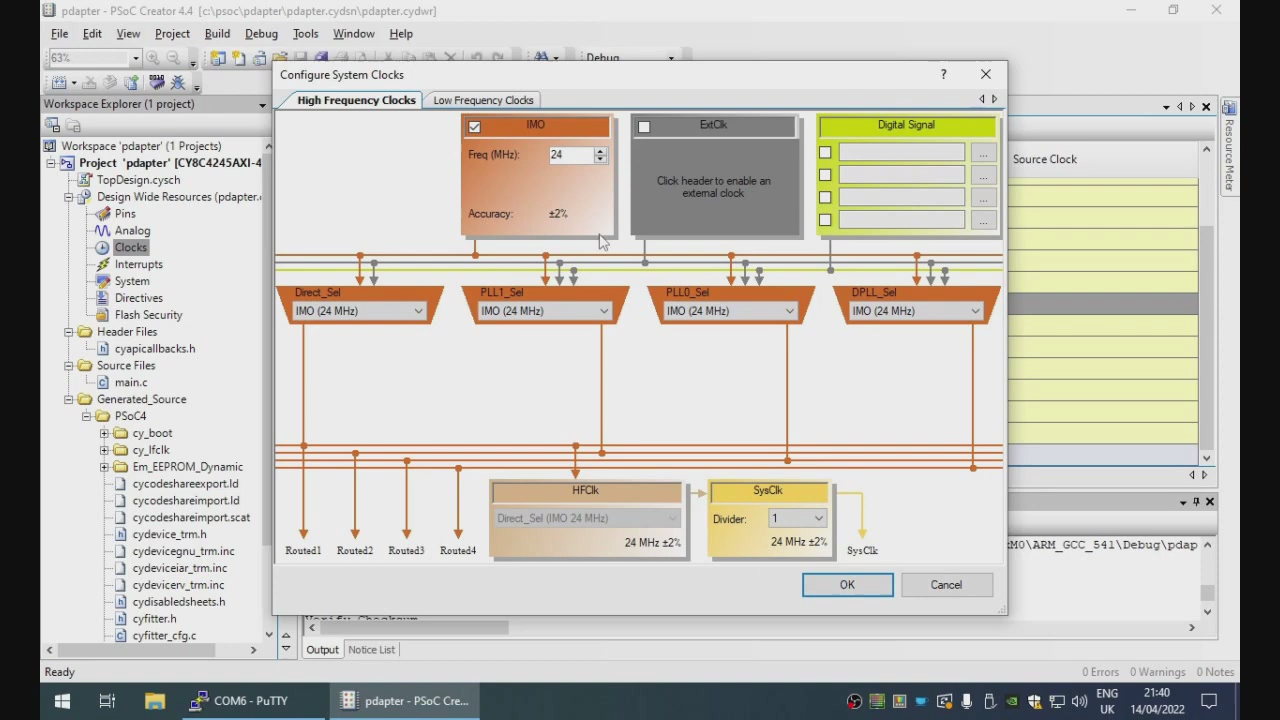 pdapter - PSoC Creator 4.4 [c:\psoc\pdapter\pdapter.cydsn\pdapter.cydwr]
File Edit View Project Build Debug Tools Window Help
63%
Debug
Workspace Explorer (1 project)
Workspace 'pdapter' (1 Projects)
Project 'pdapter' [CY8C4245AXI-4
TopDesign.cysch
Design Wide Resources (pdapter.
Pins
Analog
Clocks
Interrupts
System
Directives
Flash Security
Header Files
cyapicallbacks.h
Source Files
main.c
Generated_Source
PSoC4
cy_boot
cy_lfclk
Em_EEPROM_Dynamic
cycodeshareexport.ld
cycodeshareimport.ld
cycodeshareimport.scat
cydevice_trm.h
cydevicegnu_trm.inc
cydeviceiar_trm.inc
cydevicerv_trm.inc
cydisabledsheets.h
cyfitter.h
cyfitter_cfg.c
Configure System Clocks
?
High Frequency Clocks
Low Frequency Clocks
IMO
Freq (MHz): 24
Accuracy: ±2%
ExtClk
Click header to enable an
external clock
Digital Signal
...
...
...
...
Direct_Sel
IMO (24 MHz)
PLL1_Sel
IMO (24 MHz)
PLL0_Sel
IMO (24 MHz)
DPLL_Sel
IMO (24 MHz)
HFClk
Direct_Sel (IMO 24 MHz)
24 MHz ±2%
SysClk
Divider: 1
24 MHz ±2%
Routed1 Routed2 Routed3 Routed4
SysClk
OK
Cancel
Source Clock
Resource Meter
xM0\ARM_GCC_541\Debug\pdap
Verify Checksum
Output
Notice List
Ready
0 Errors 0 Warnings 0 Notes
COM6 - PuTTY
pdapter - PSoC Cre...
ENG
UK
21:40
14/04/2022